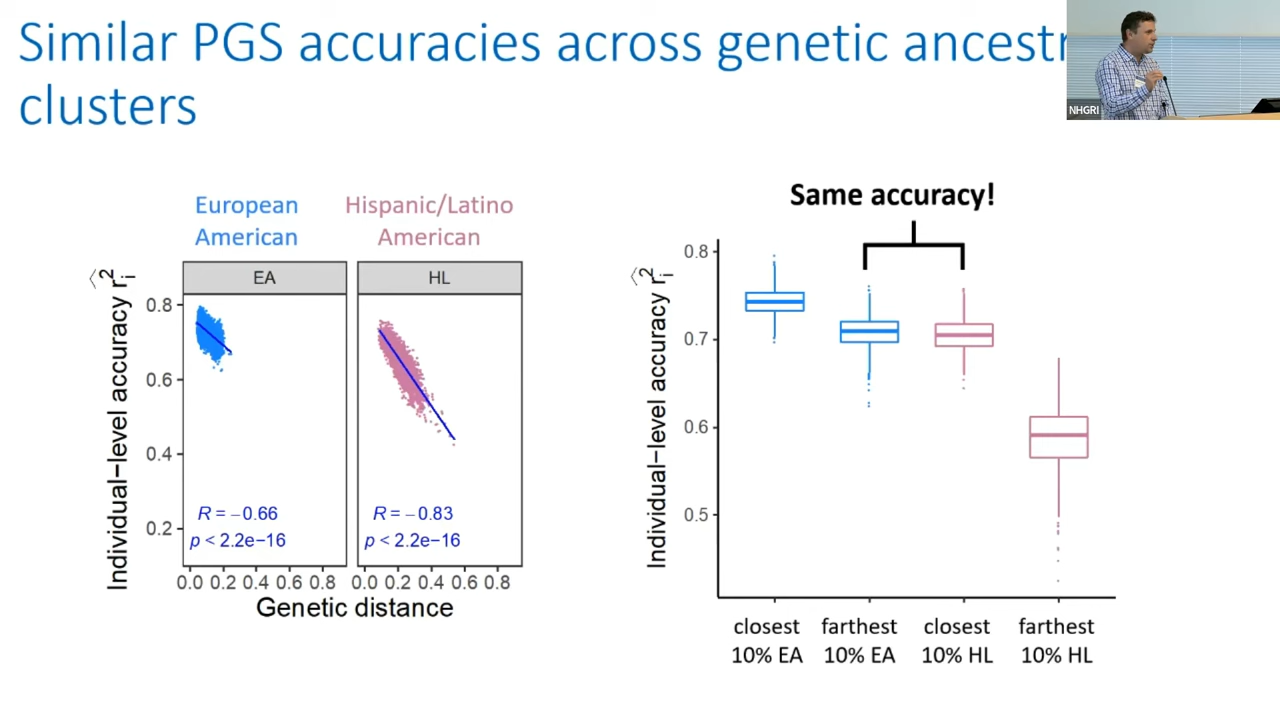 Similar PGS accuracies across genetic
clusters
NHGRI
European
American
Hispanic/Latino
American
EA
HL
Individual−level accuracy r̂ᵢ²
0.8
0.6
0.4
0.2
R = −0.66
p < 2.2e−16
R = −0.83
p < 2.2e−16
0.0 0.2 0.4 0.6 0.8
0.0 0.2 0.4 0.6 0.8
Genetic distance
Same accuracy!
Individual−level accuracy r̂ᵢ²
0.8
0.7
0.6
0.5
closest
10% EA
farthest
10% EA
closest
10% HL
farthest
10% HL